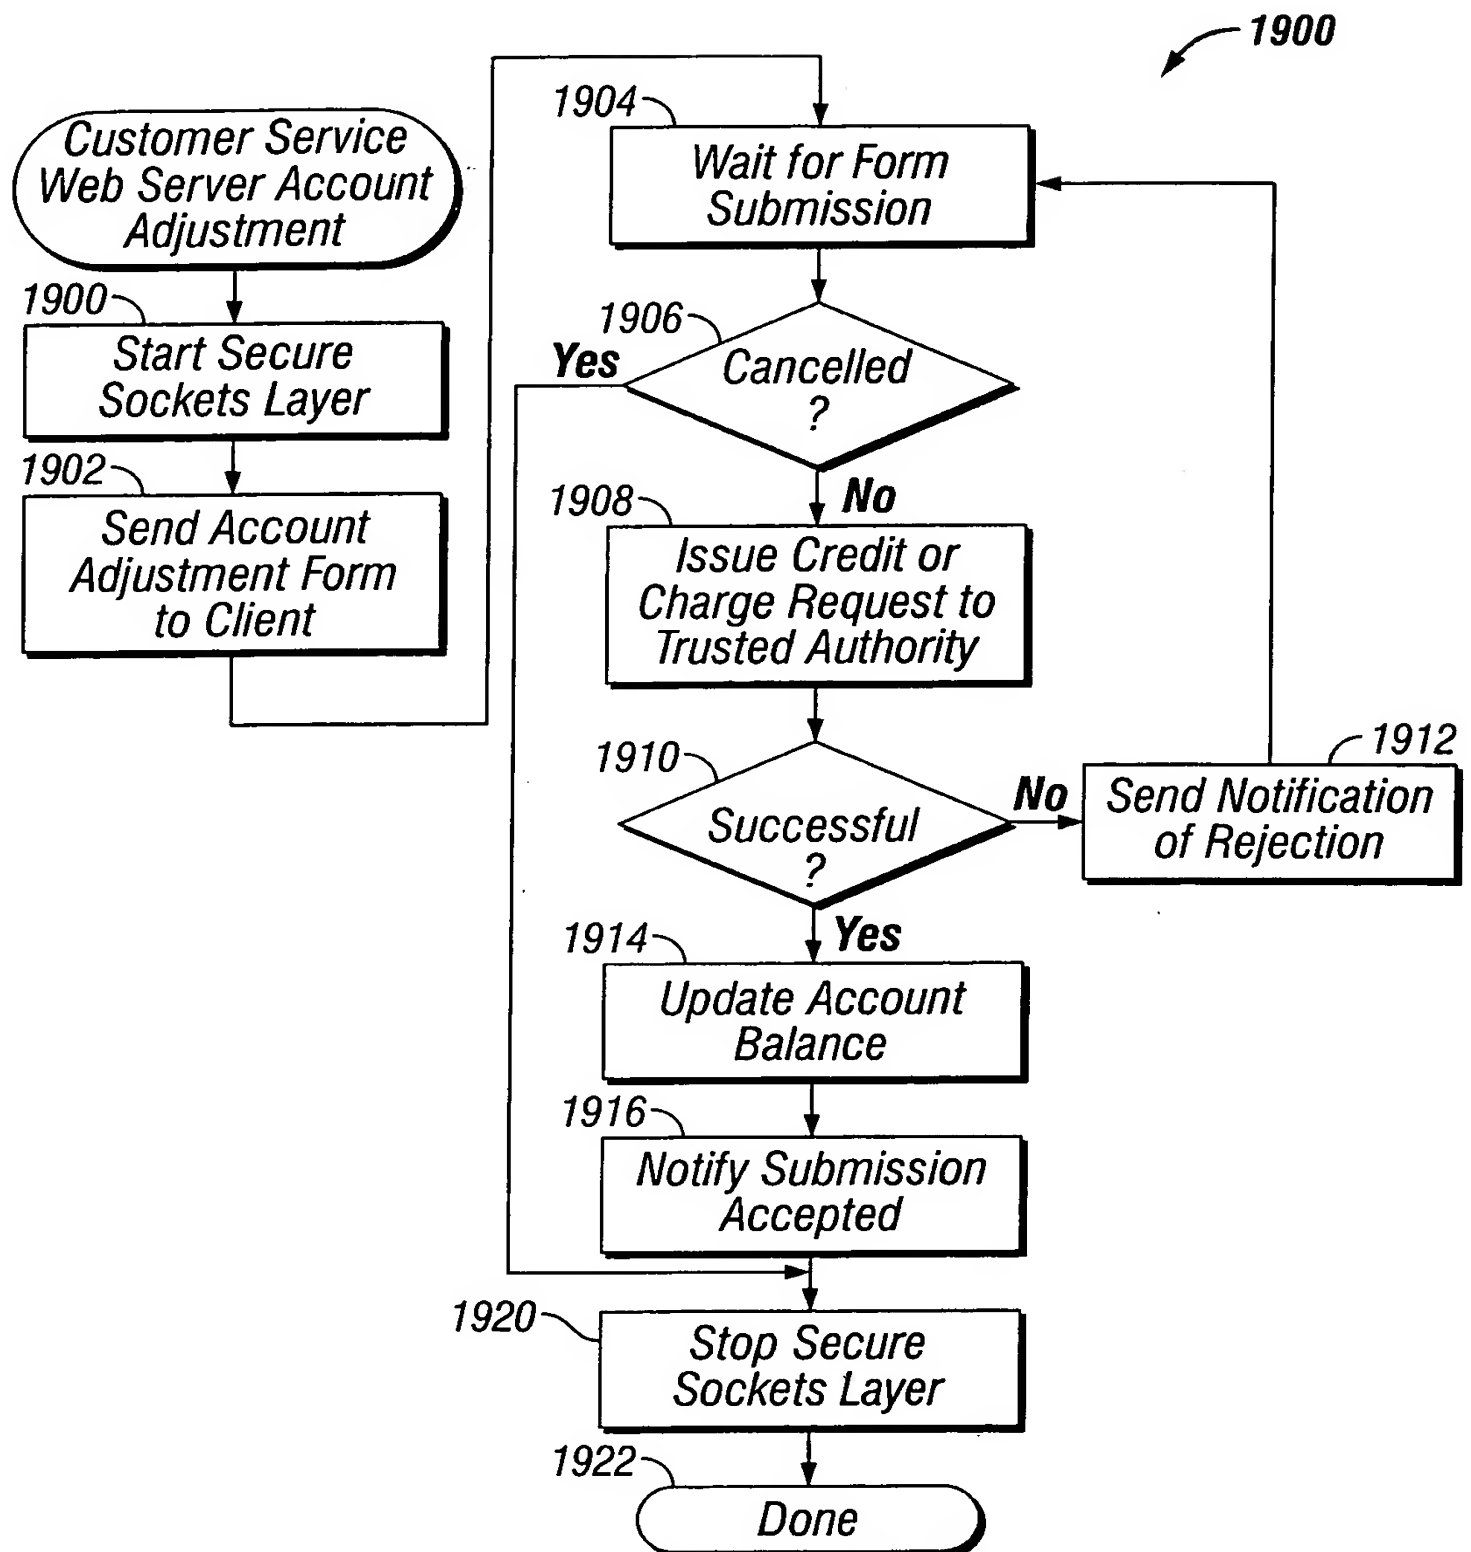 1900
Customer Service
Web Server Account
Adjustment
1900
Start Secure
Sockets Layer
1902
Send Account
Adjustment Form
to Client
1904
Wait for Form
Submission
1906
Cancelled
?
Yes
No
1908
Issue Credit or
Charge Request to
Trusted Authority
1910
Successful
?
No
1912
Send Notification
of Rejection
Yes
1914
Update Account
Balance
1916
Notify Submission
Accepted
1920
Stop Secure
Sockets Layer
1922
Done